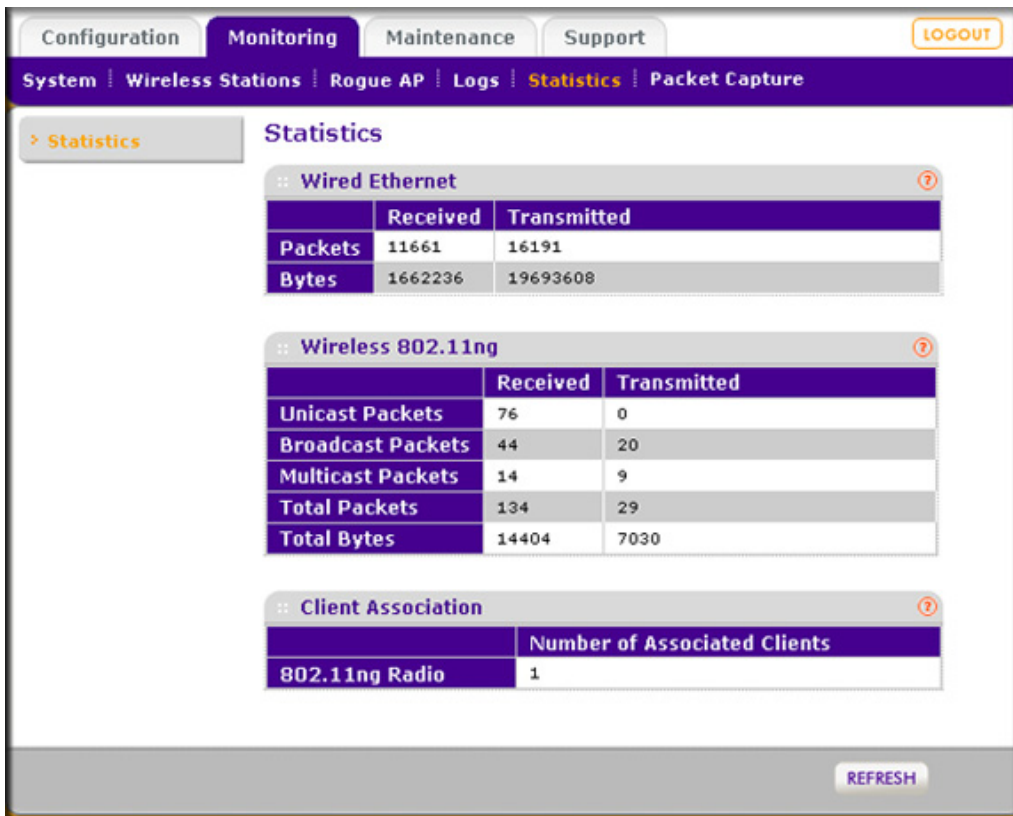 Configuration Monitoring Maintenance Support LOGOUT
System Wireless Stations Rogue AP Logs Statistics Packet Capture
> Statistics
Statistics
:: Wired Ethernet ?
Received Transmitted
Packets 11661 16191
Bytes 1662236 19693608
:: Wireless 802.11ng ?
Received Transmitted
Unicast Packets 76 0
Broadcast Packets 44 20
Multicast Packets 14 9
Total Packets 134 29
Total Bytes 14404 7030
:: Client Association ?
Number of Associated Clients
802.11ng Radio 1
REFRESH